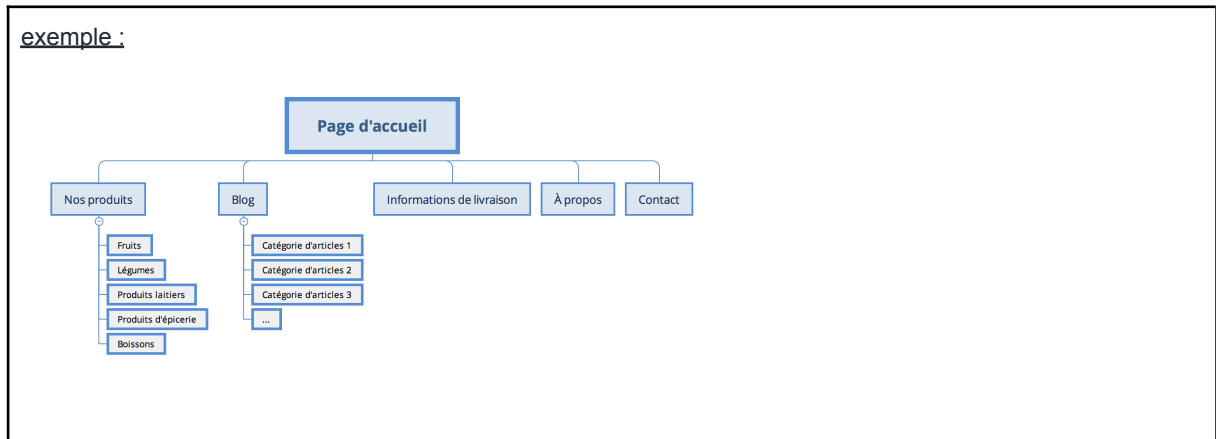 exemple :
Page d'accueil
Nos produits
Blog
Informations de livraison
À propos
Contact
Fruits
Légumes
Produits laitiers
Produits d'épicerie
Boissons
Catégorie d'articles 1
Catégorie d'articles 2
Catégorie d'articles 3
...